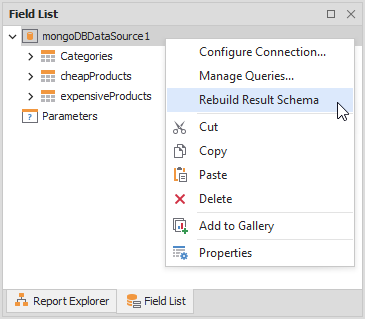 Field List
mongoDBDataSource1
Categories
cheapProducts
expensiveProducts
Parameters
Configure Connection...
Manage Queries...
Rebuild Result Schema
Cut
Copy
Paste
Delete
Add to Gallery
Properties
Report Explorer
Field List